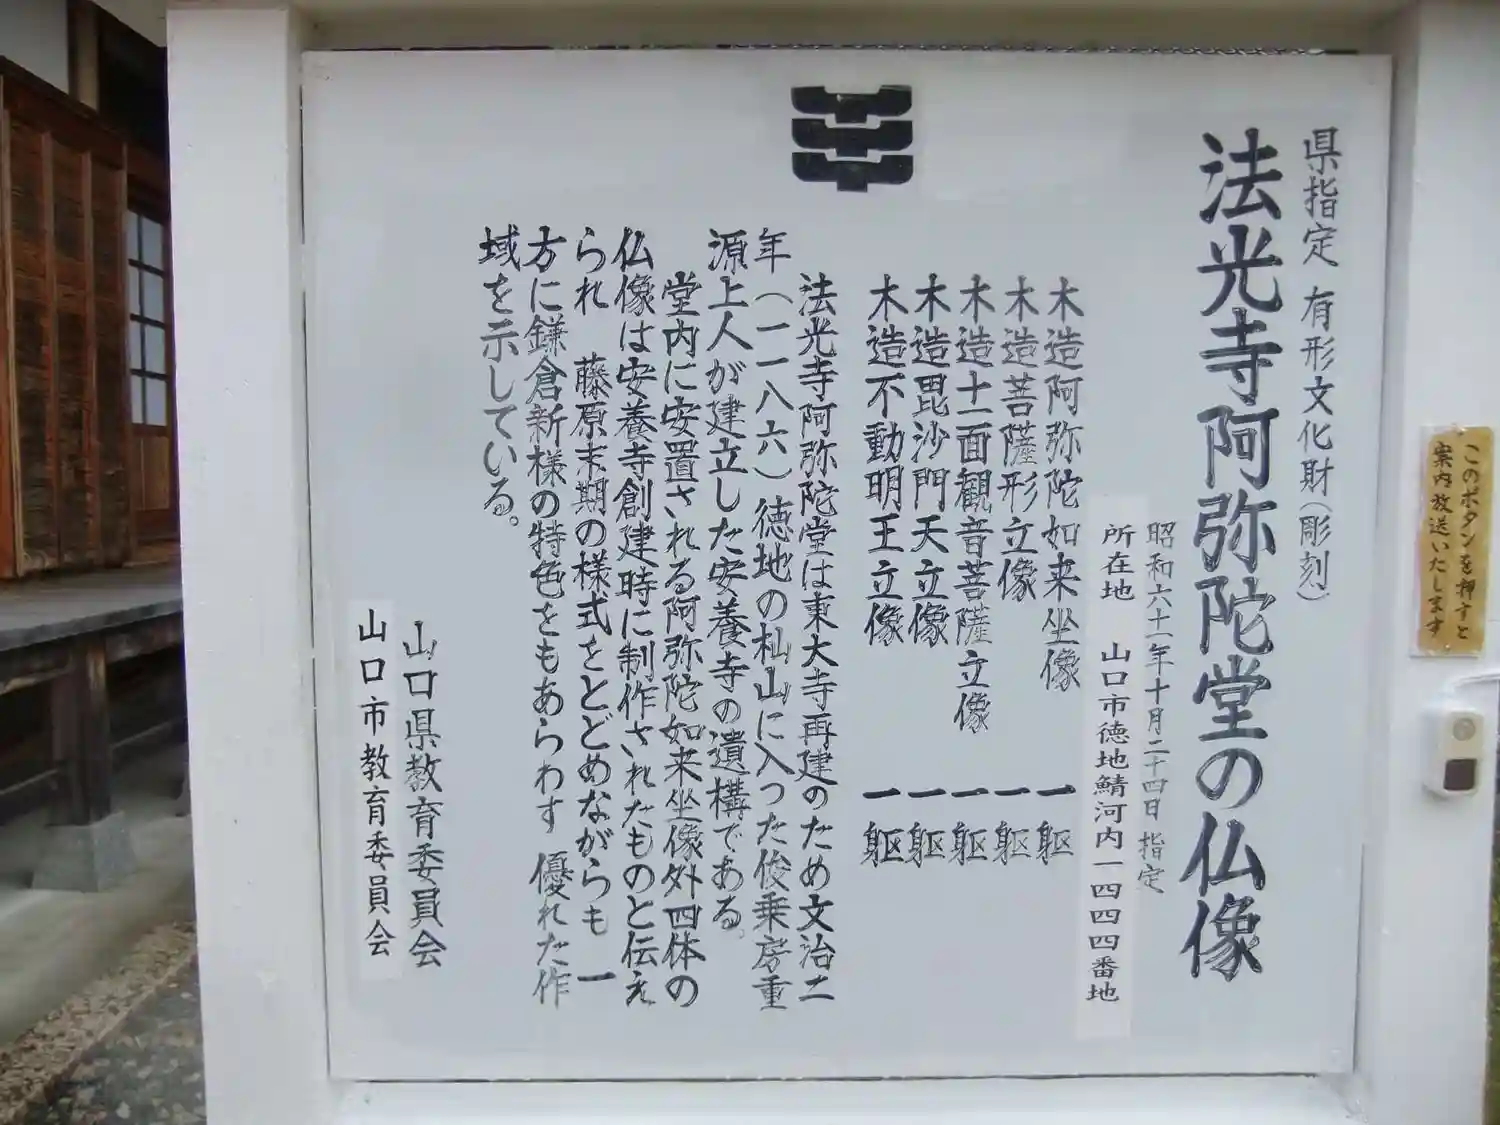 県指定 有形文化財(彫刻)
法光寺阿弥陀堂の仏像
昭和六十一年十月二十四日 指定
所在地 山口市徳地鯖河内一四四四番地
木造阿弥陀如来坐像 一躯
木造菩薩形立像 一躯
木造十一面観音菩薩立像 一躯
木造毘沙門天立像 一躯
木造不動明王立像 一躯
法光寺阿弥陀堂は東大寺再建のため文治二
年(一一八六)徳地の杣山に入った俊乗房重
源上人が建立した安養寺の遺構である。
堂内に安置される阿弥陀如来坐像外四体の
仏像は安養寺創建時に制作されたものと伝え
られ 藤原末期の様式をとどめながらも 一
方に鎌倉新様の特色をもあらわす 優れた作
域を示している。
山口県教育委員会
山口市教育委員会
このボタンを押すと
案内放送いたします